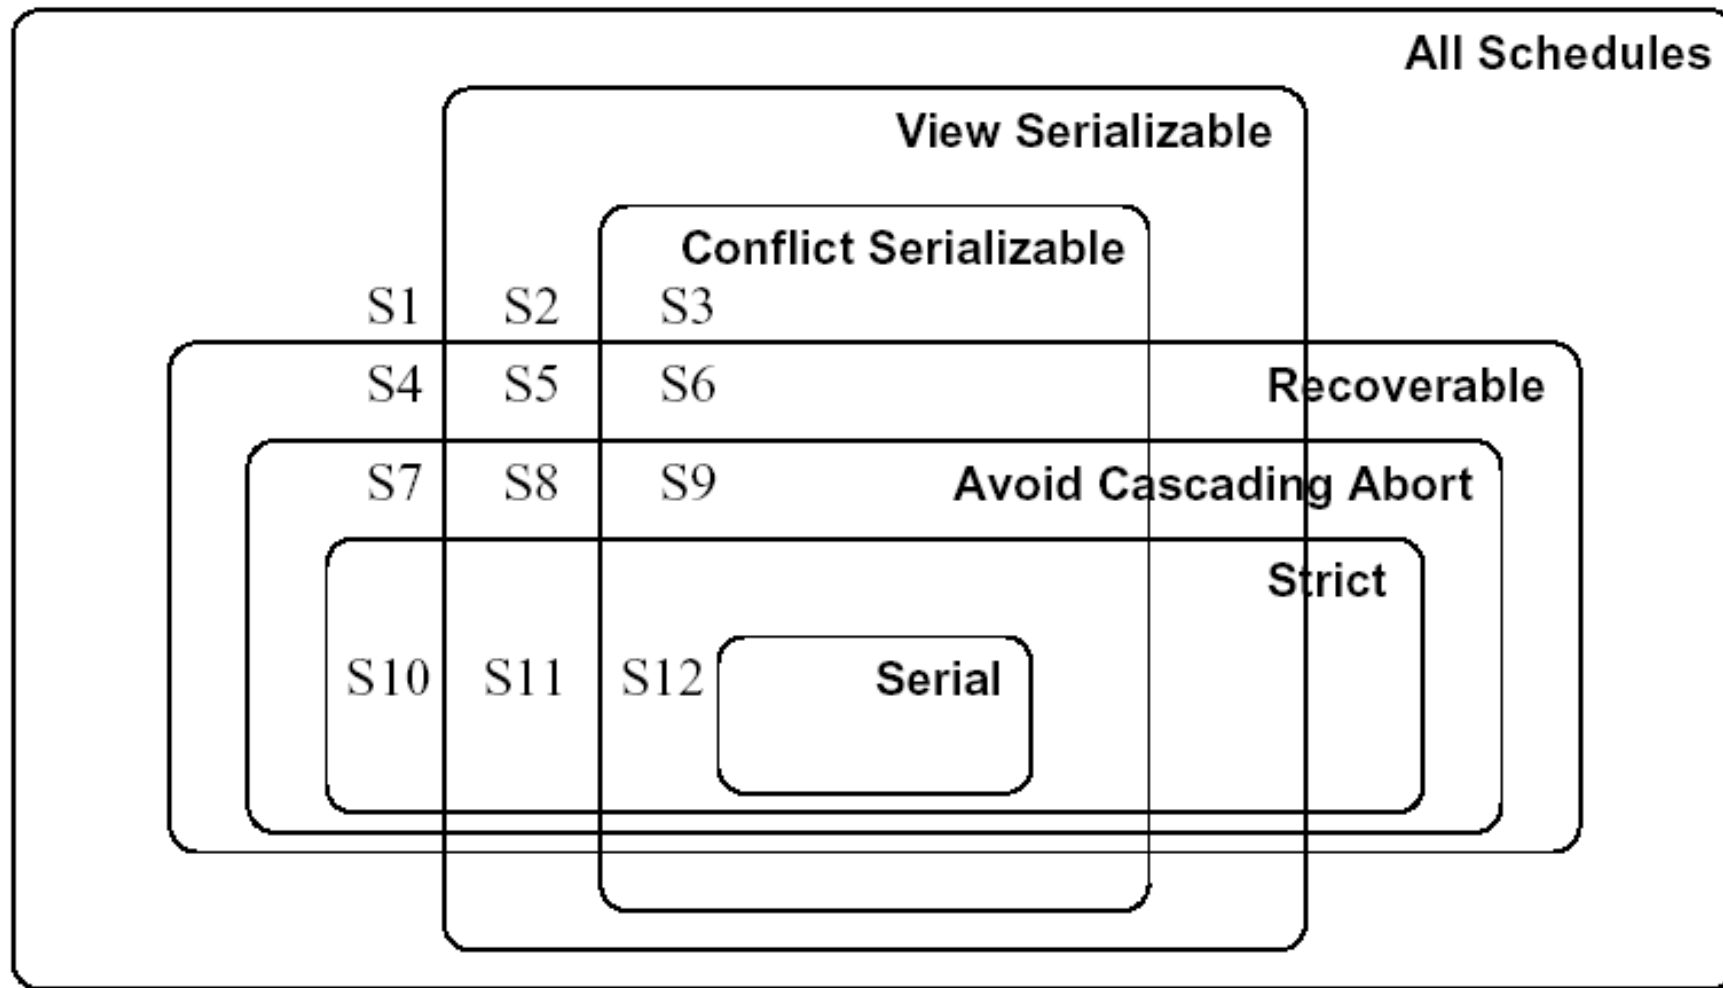 All Schedules
View Serializable
Conflict Serializable
S1 S2 S3
S4 S5 S6 Recoverable
S7 S8 S9 Avoid Cascading Abort
Strict
S10 S11 S12 Serial